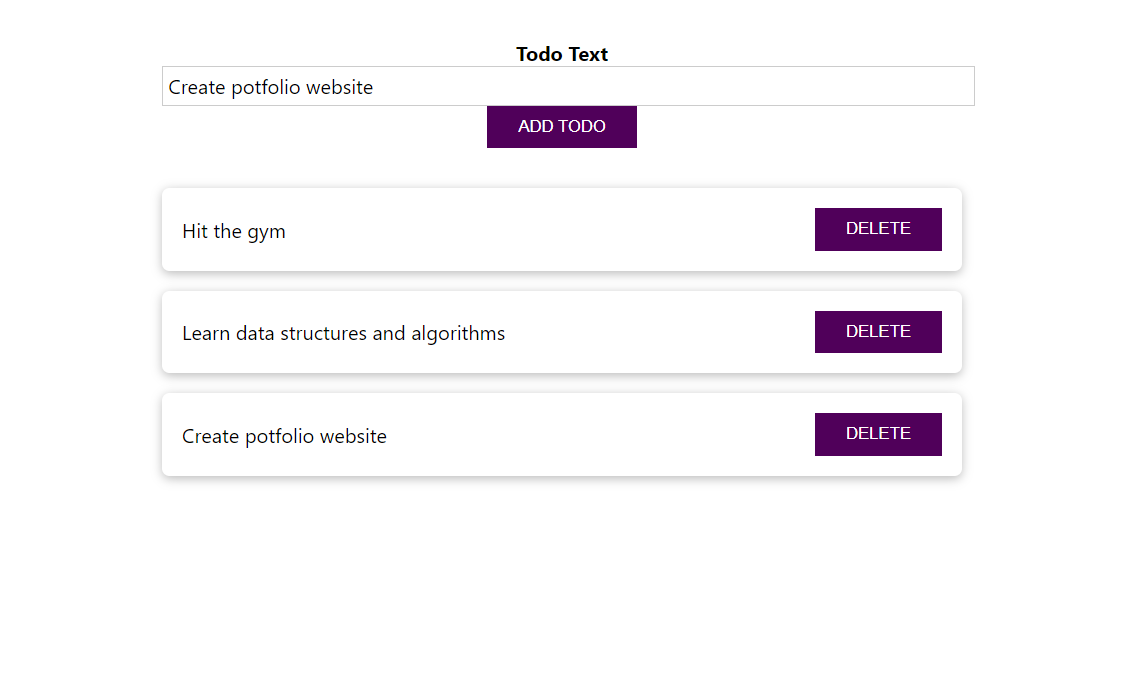 Todo Text
Create potfolio website
ADD TODO
Hit the gym
DELETE
Learn data structures and algorithms
DELETE
Create potfolio website
DELETE